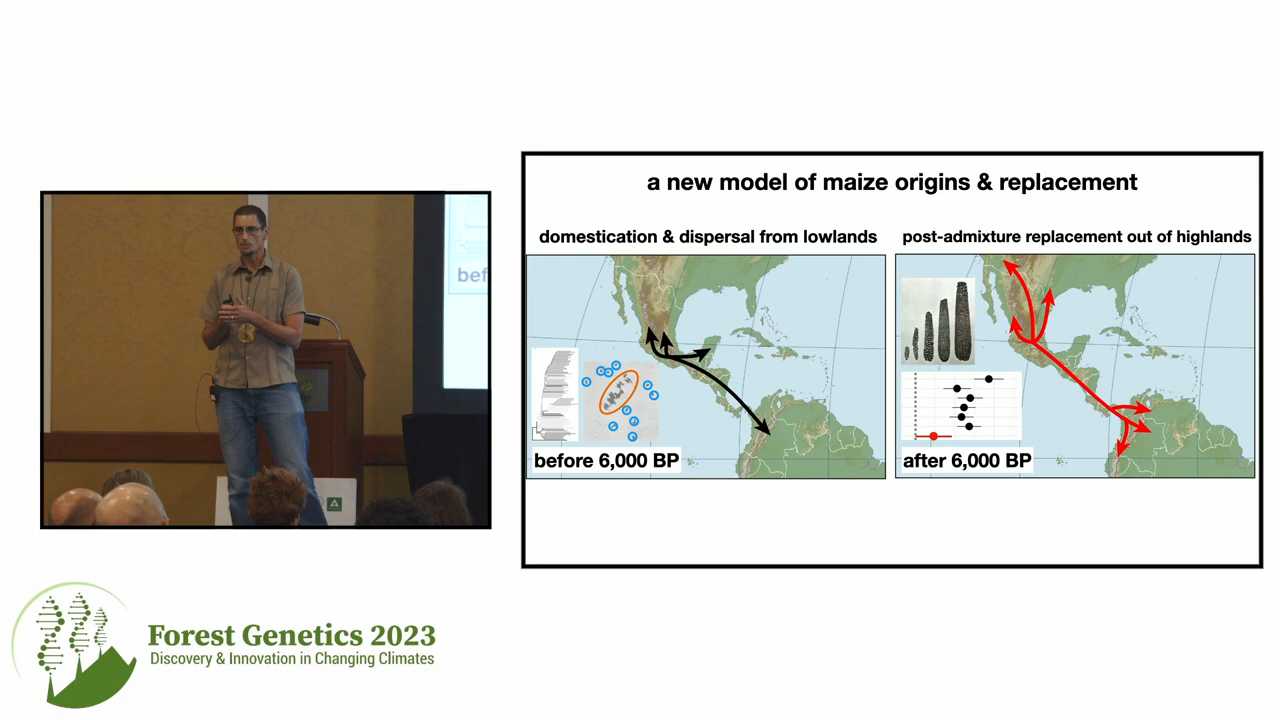 a new model of maize origins & replacement
domestication & dispersal from lowlands
post-admixture replacement out of highlands
bef
before 6,000 BP
after 6,000 BP
Forest Genetics 2023
Discovery & Innovation in Changing Climates